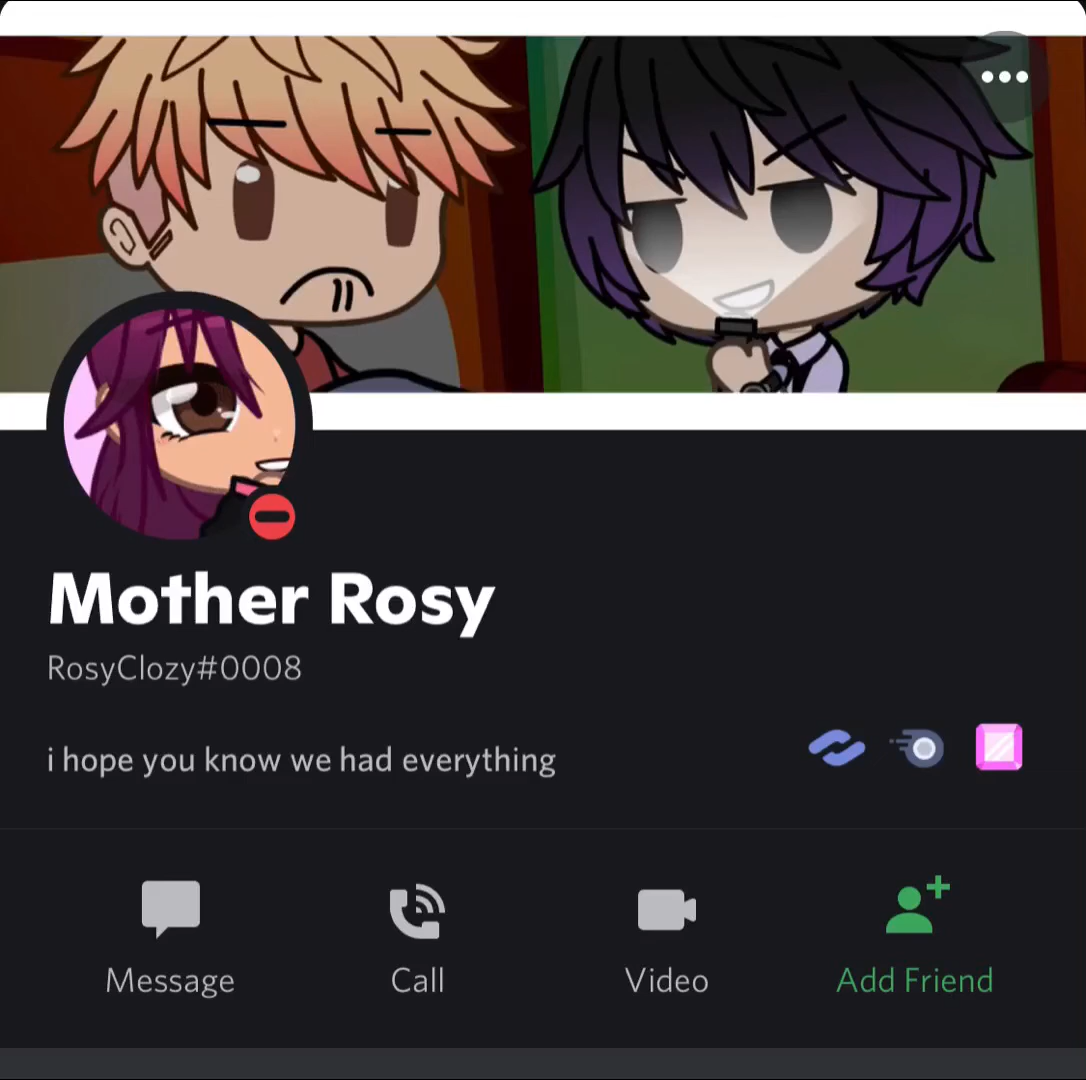 Mother Rosy
RosyClozy#0008
i hope you know we had everything
Message Call Video Add Friend